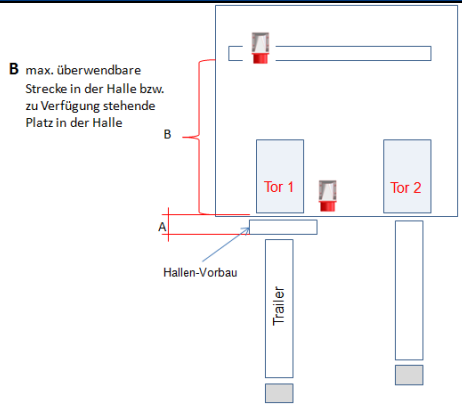 B max. überwendbare
Strecke in der Halle bzw.
zu Verfügung stehende
Platz in der Halle
B
Tor 1
Tor 2
A
Hallen-Vorbau
Trailer